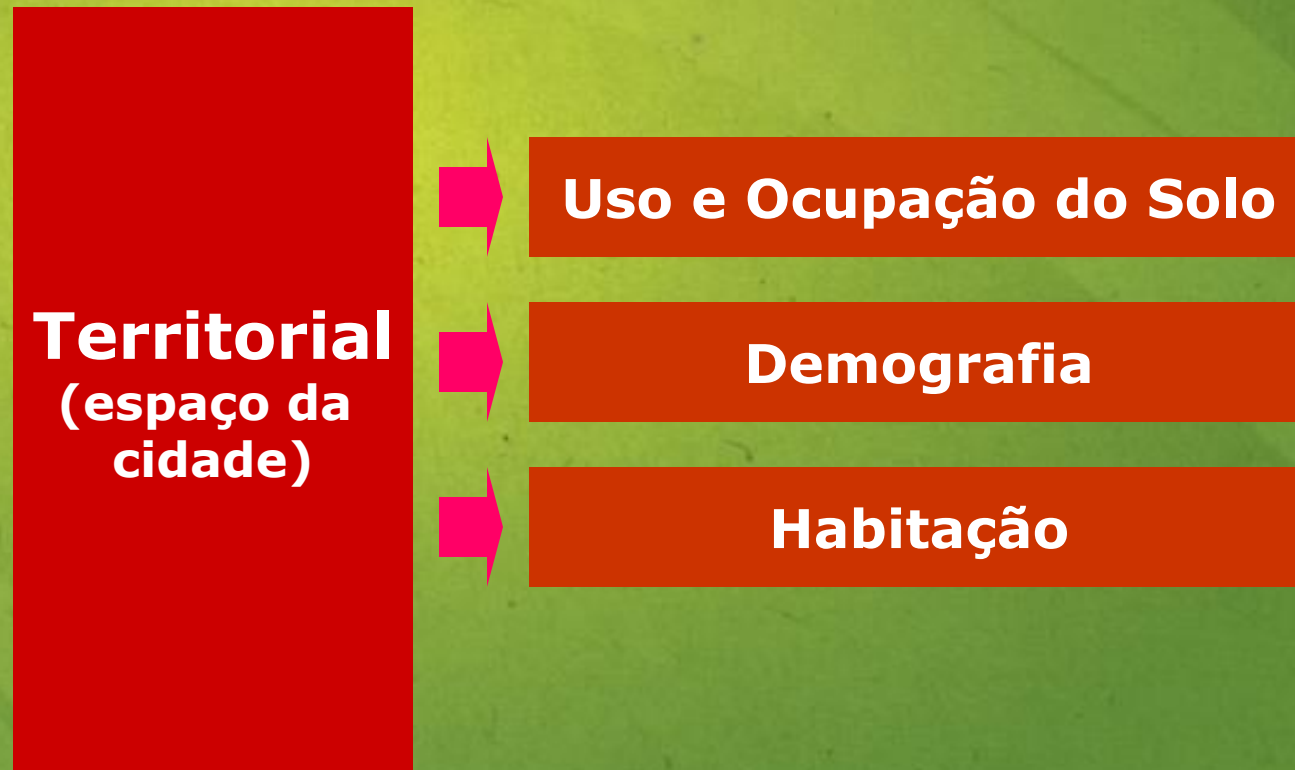 Territorial
(espaço da
cidade)
Uso e Ocupação do Solo
Demografia
Habitação